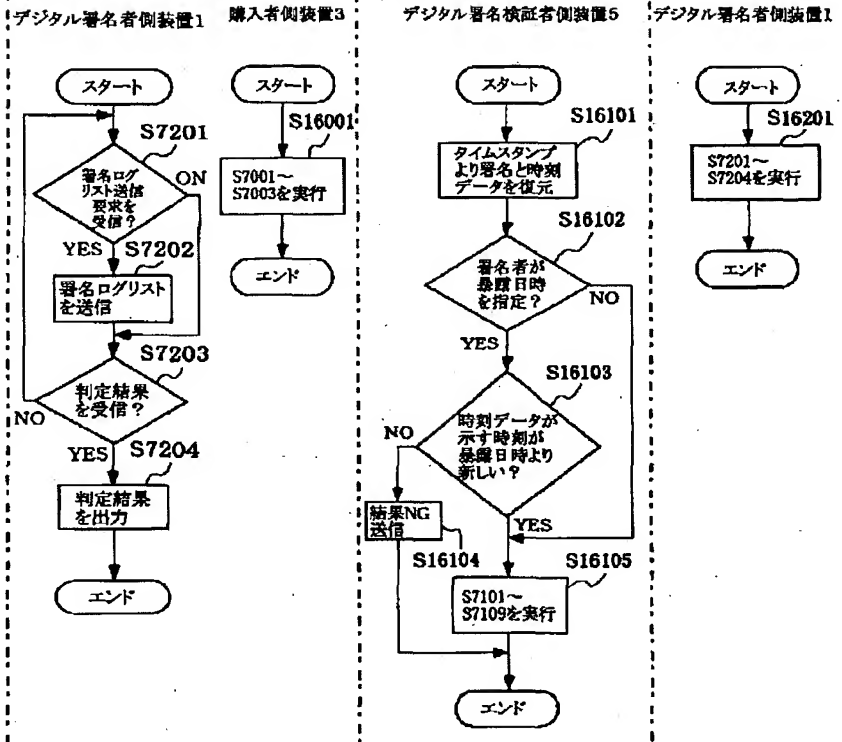 デジタル署名者側装置1
スタート
S7201
署名ログ
リスト送信
要求を
受信?
ON
YES
S7202
署名ログリスト
を送信
S7203
判定結果
を受信?
NO
YES
S7204
判定結果
を出力
エンド
購入者側装置3
スタート
S16001
S7001~
S7003を実行
エンド
デジタル署名検証者側装置5
スタート
S16101
タイムスタンプ
より署名と時刻
データを復元
S16102
署名者が
暴露日時
を指定?
NO
YES
S16103
時刻データが
示す時刻が
暴露日時より
新しい?
NO
結果NG
送信
S16104
YES
S16105
S7101~
S7109を実行
エンド
デジタル署名者側装置1
スタート
S16201
S7201~
S7204を実行
エンド